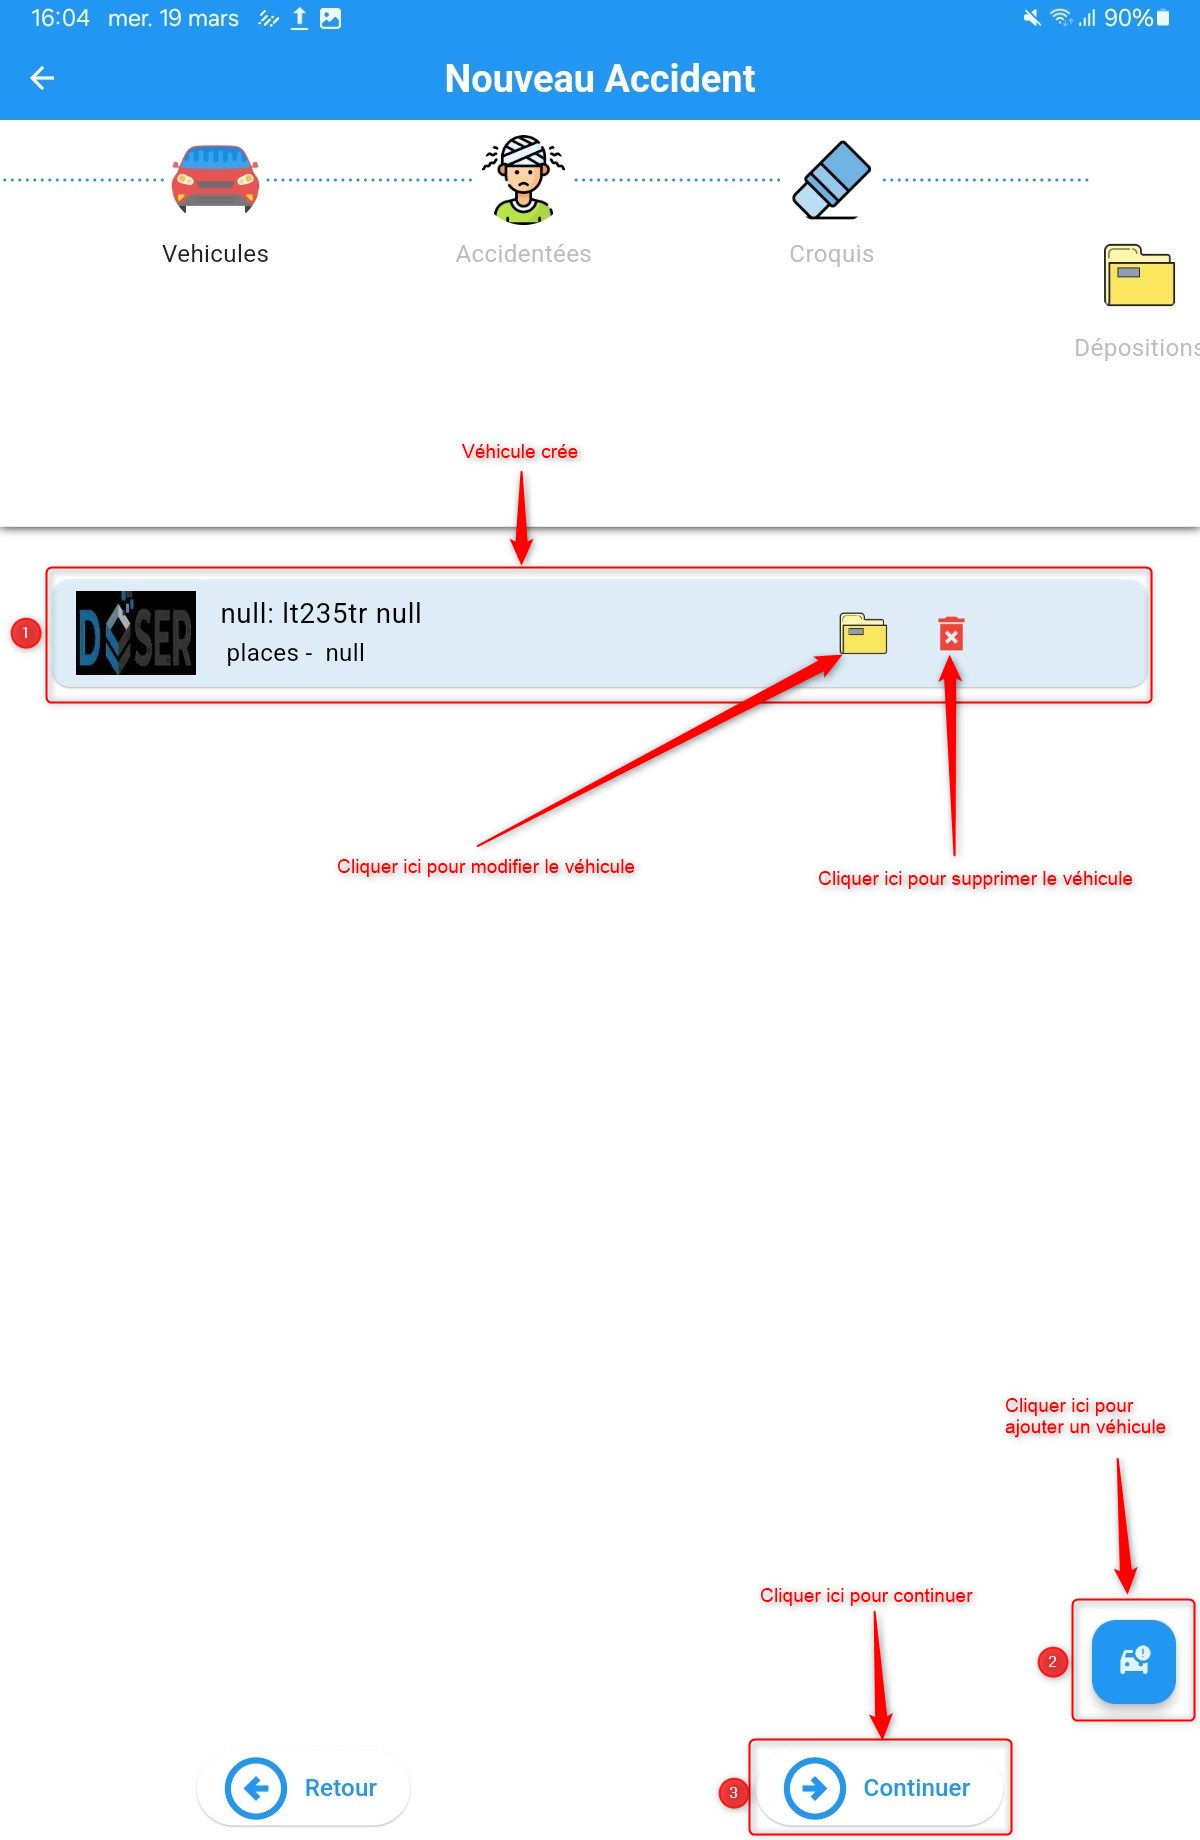 16:04 mer. 19 mars 90%
Nouveau Accident
Vehicules
Accidentées
Croquis
Dépositions
Véhicule crée
1
DSER
null: lt235tr null
places - null
Cliquer ici pour modifier le véhicule
Cliquer ici pour supprimer le véhicule
Cliquer ici pour
ajouter un véhicule
Cliquer ici pour continuer
2
Retour
3
Continuer